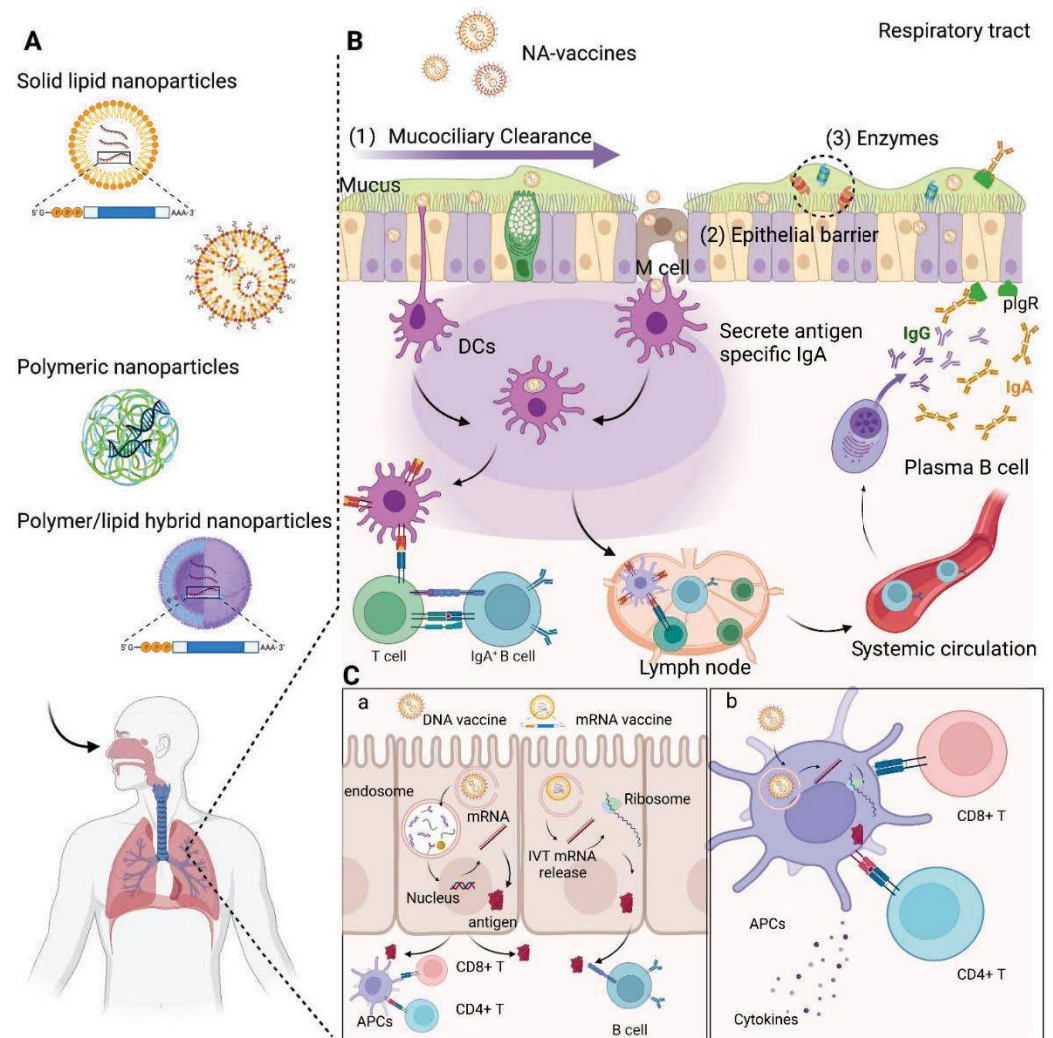 A
Solid lipid nanoparticles
5' G P P P AAA-3'
Polymeric nanoparticles
Polymer/lipid hybrid nanoparticles
5'G P P P AAA-3'
B
NA-vaccines
Respiratory tract
(1) Mucociliary Clearance
(3) Enzymes
Mucus
(2) Epithelial barrier
M cell
DCs
Secrete antigen
specific IgA
pIgR
IgG
IgA
Plasma B cell
T cell
IgA+ B cell
Lymph node
Systemic circulation
C
a
DNA vaccine
mRNA vaccine
endosome
mRNA
Ribosome
IVT mRNA
release
Nucleus
antigen
CD8+ T
CD4+ T
APCs
B cell
b
CD8+ T
APCs
CD4+ T
Cytokines